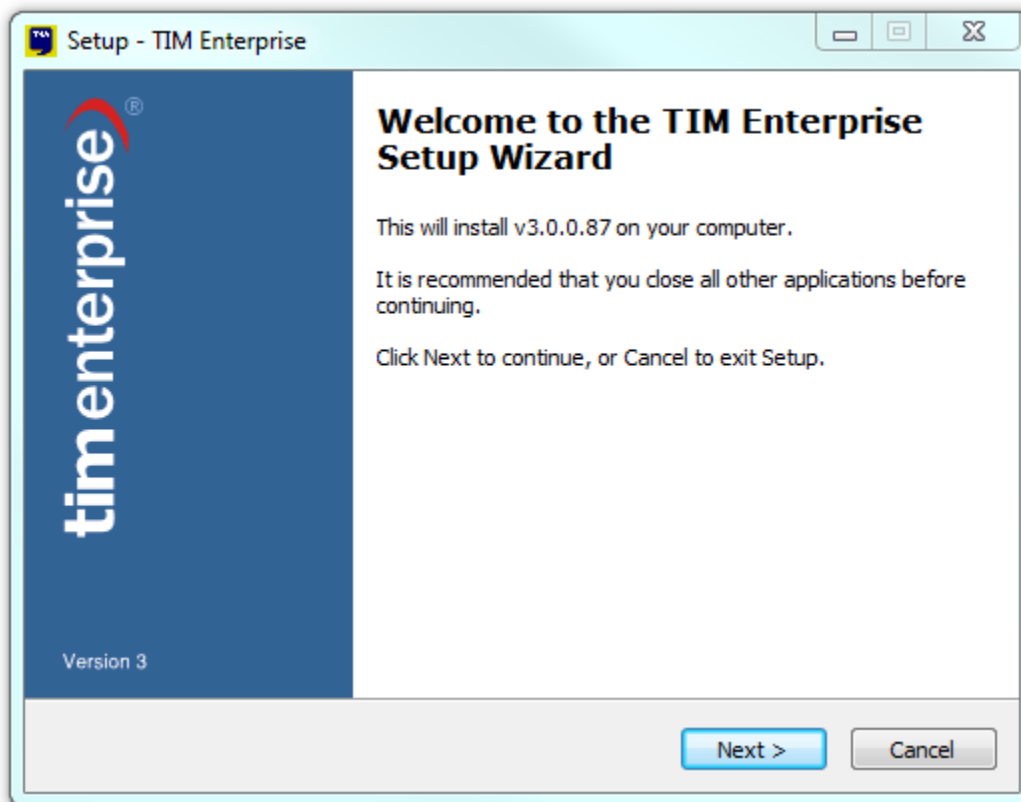 Setup - TIM Enterprise
timenterprise®
Version 3
Welcome to the TIM Enterprise
Setup Wizard
This will install v3.0.0.87 on your computer.
It is recommended that you close all other applications before
continuing.
Click Next to continue, or Cancel to exit Setup.
Next >
Cancel